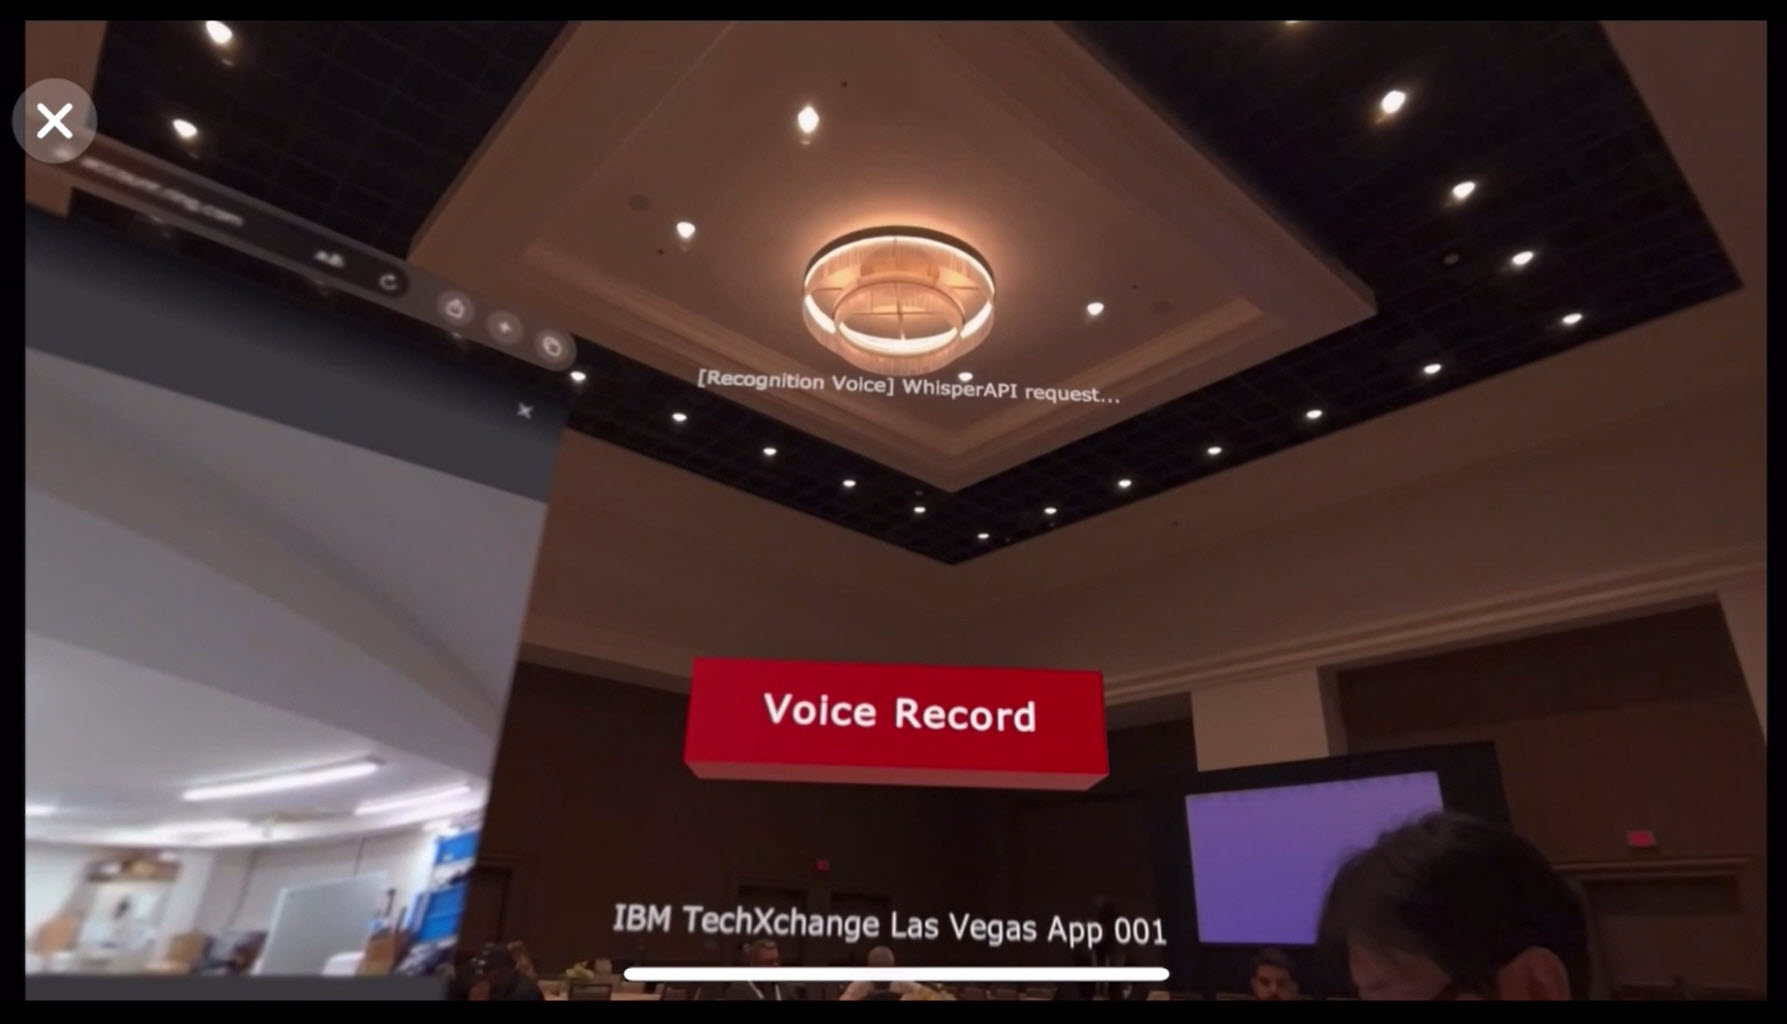 [Recognition Voice] WhisperAPI request...
Voice Record
IBM TechXchange Las Vegas App 001